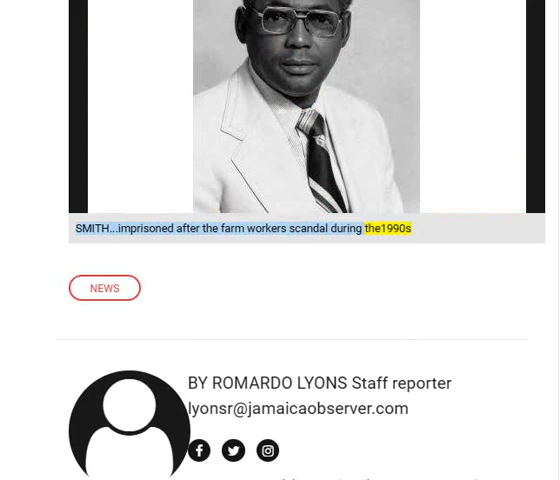 SMITH...imprisoned after the farm workers scandal during the1990s
NEWS
BY ROMARDO LYONS Staff reporter
lyonsr@jamaicaobserver.com